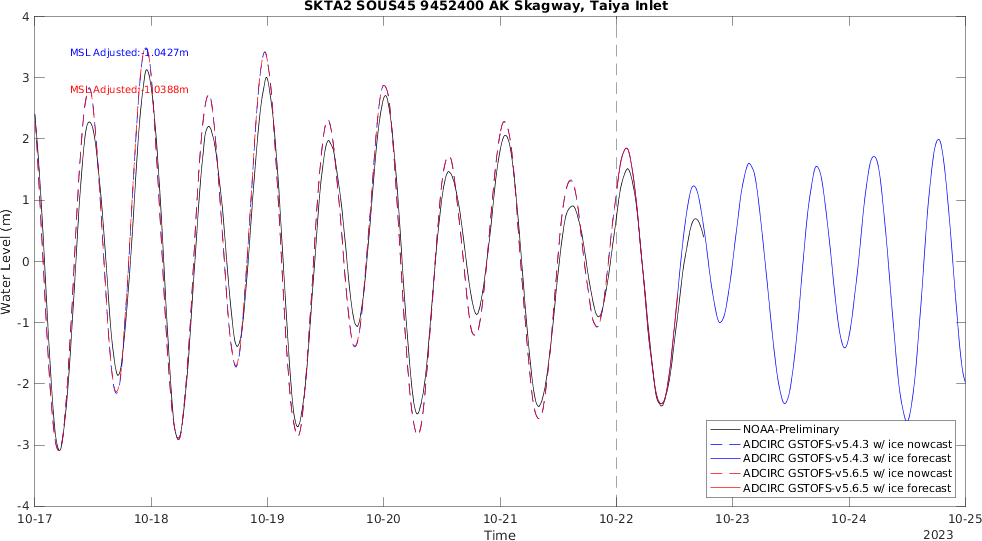 SKTA2 SOUS45 9452400 AK Skagway, Taiya Inlet
MSL Adjusted:-1.0427m
MSL Adjusted:-1.0388m
Water Level (m)
4
3
2
1
0
-1
-2
-3
-4
NOAA-Preliminary
ADCIRC GSTOFS-v5.4.3 w/ ice nowcast
ADCIRC GSTOFS-v5.4.3 w/ ice forecast
ADCIRC GSTOFS-v5.6.5 w/ ice nowcast
ADCIRC GSTOFS-v5.6.5 w/ ice forecast
10-17 10-18 10-19 10-20 10-21 10-22 10-23 10-24 10-25
Time
2023